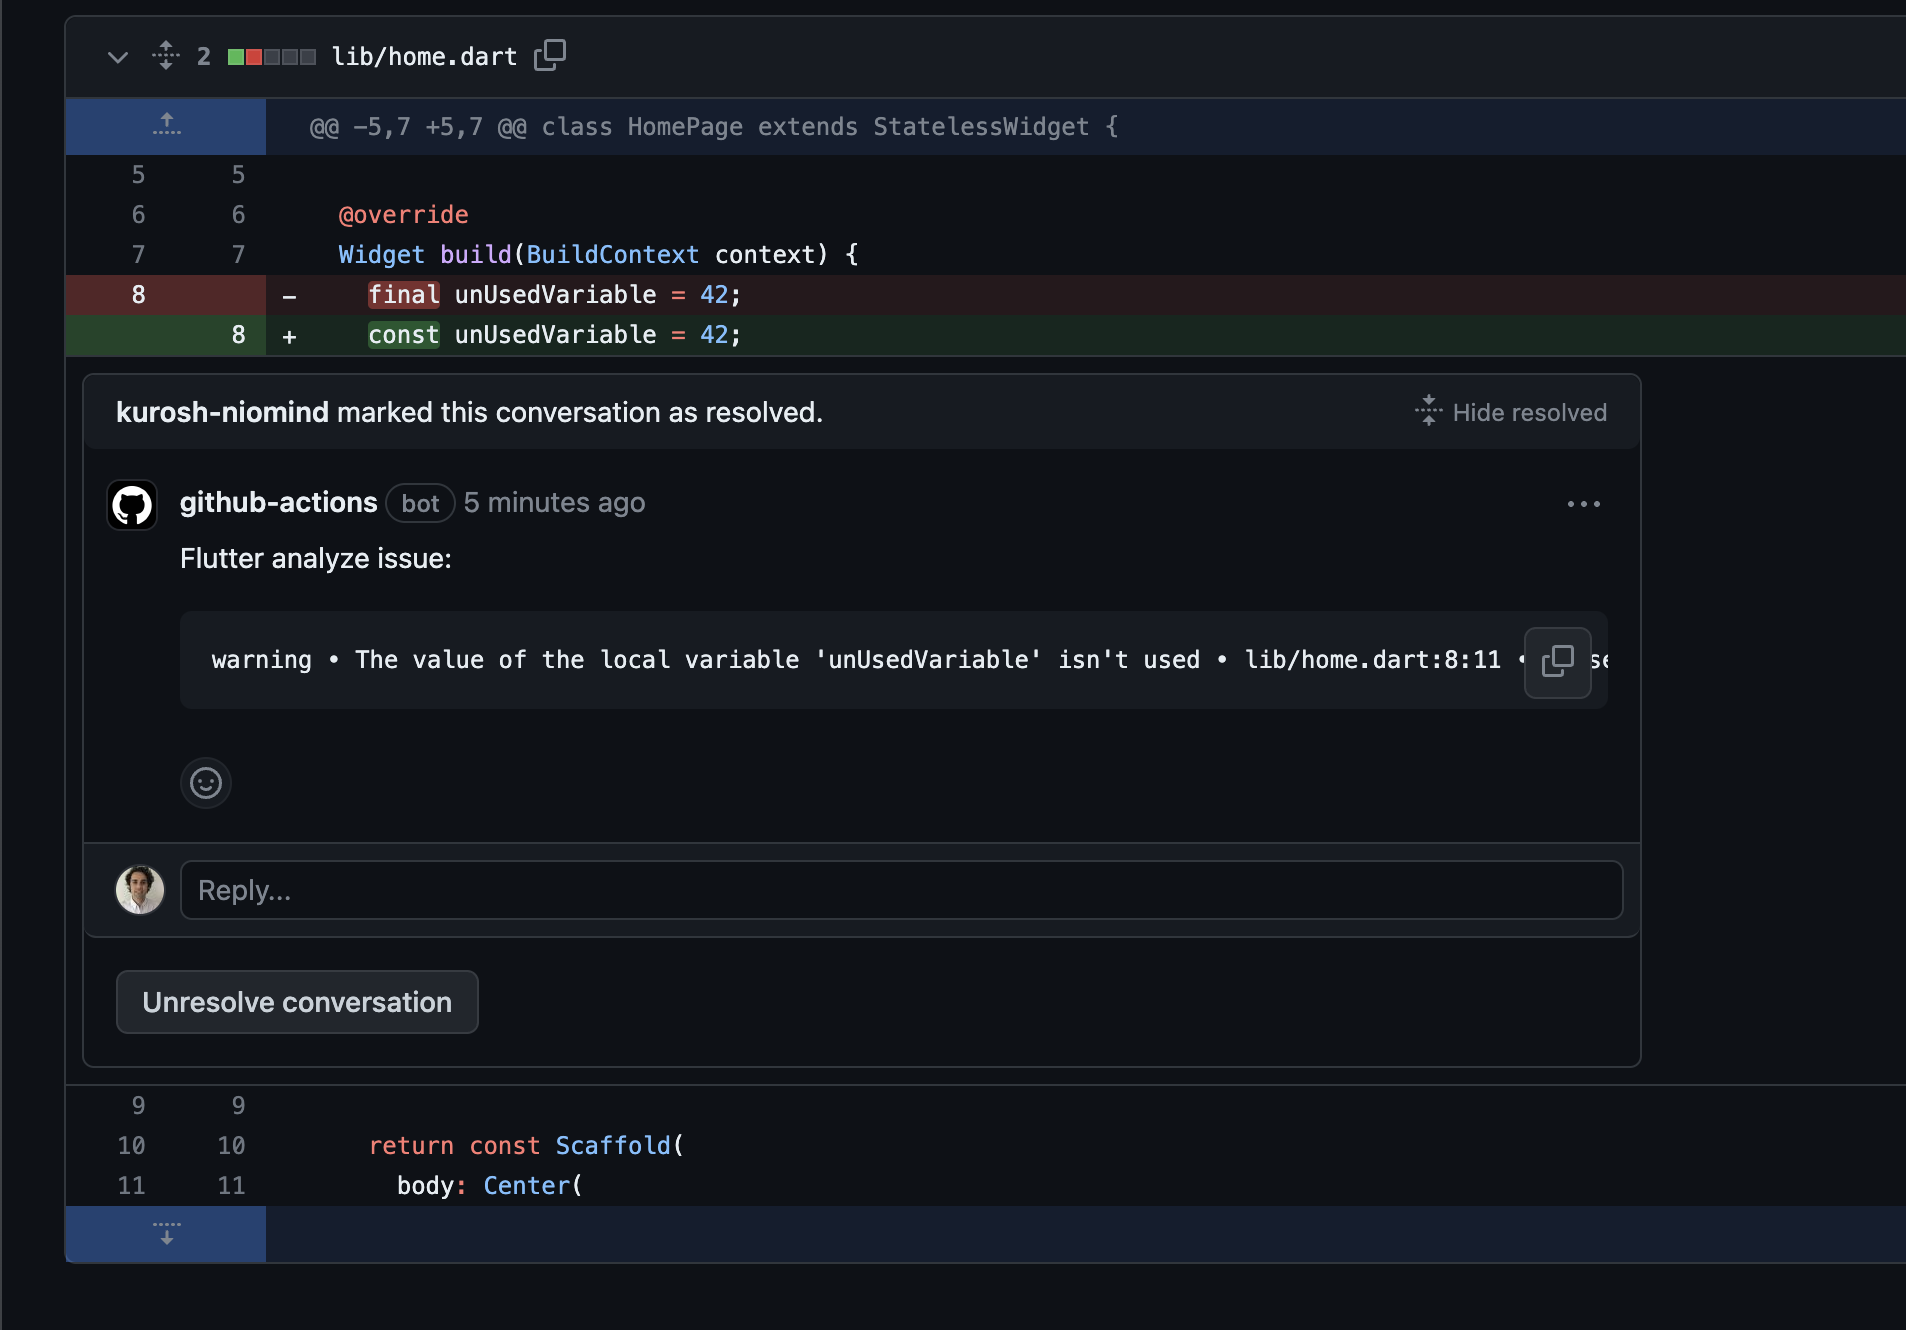 2 lib/home.dart
@@ -5,7 +5,7 @@ class HomePage extends StatelessWidget {
5 5
6 6 @override
7 7 Widget build(BuildContext context) {
8 - final unUsedVariable = 42;
8 + const unUsedVariable = 42;
kurosh-niomind marked this conversation as resolved. Hide resolved
github-actions bot 5 minutes ago
Flutter analyze issue:
warning • The value of the local variable 'unUsedVariable' isn't used • lib/home.dart:8:11 •
Reply...
Unresolve conversation
9 9
10 10 return const Scaffold(
11 11 body: Center(